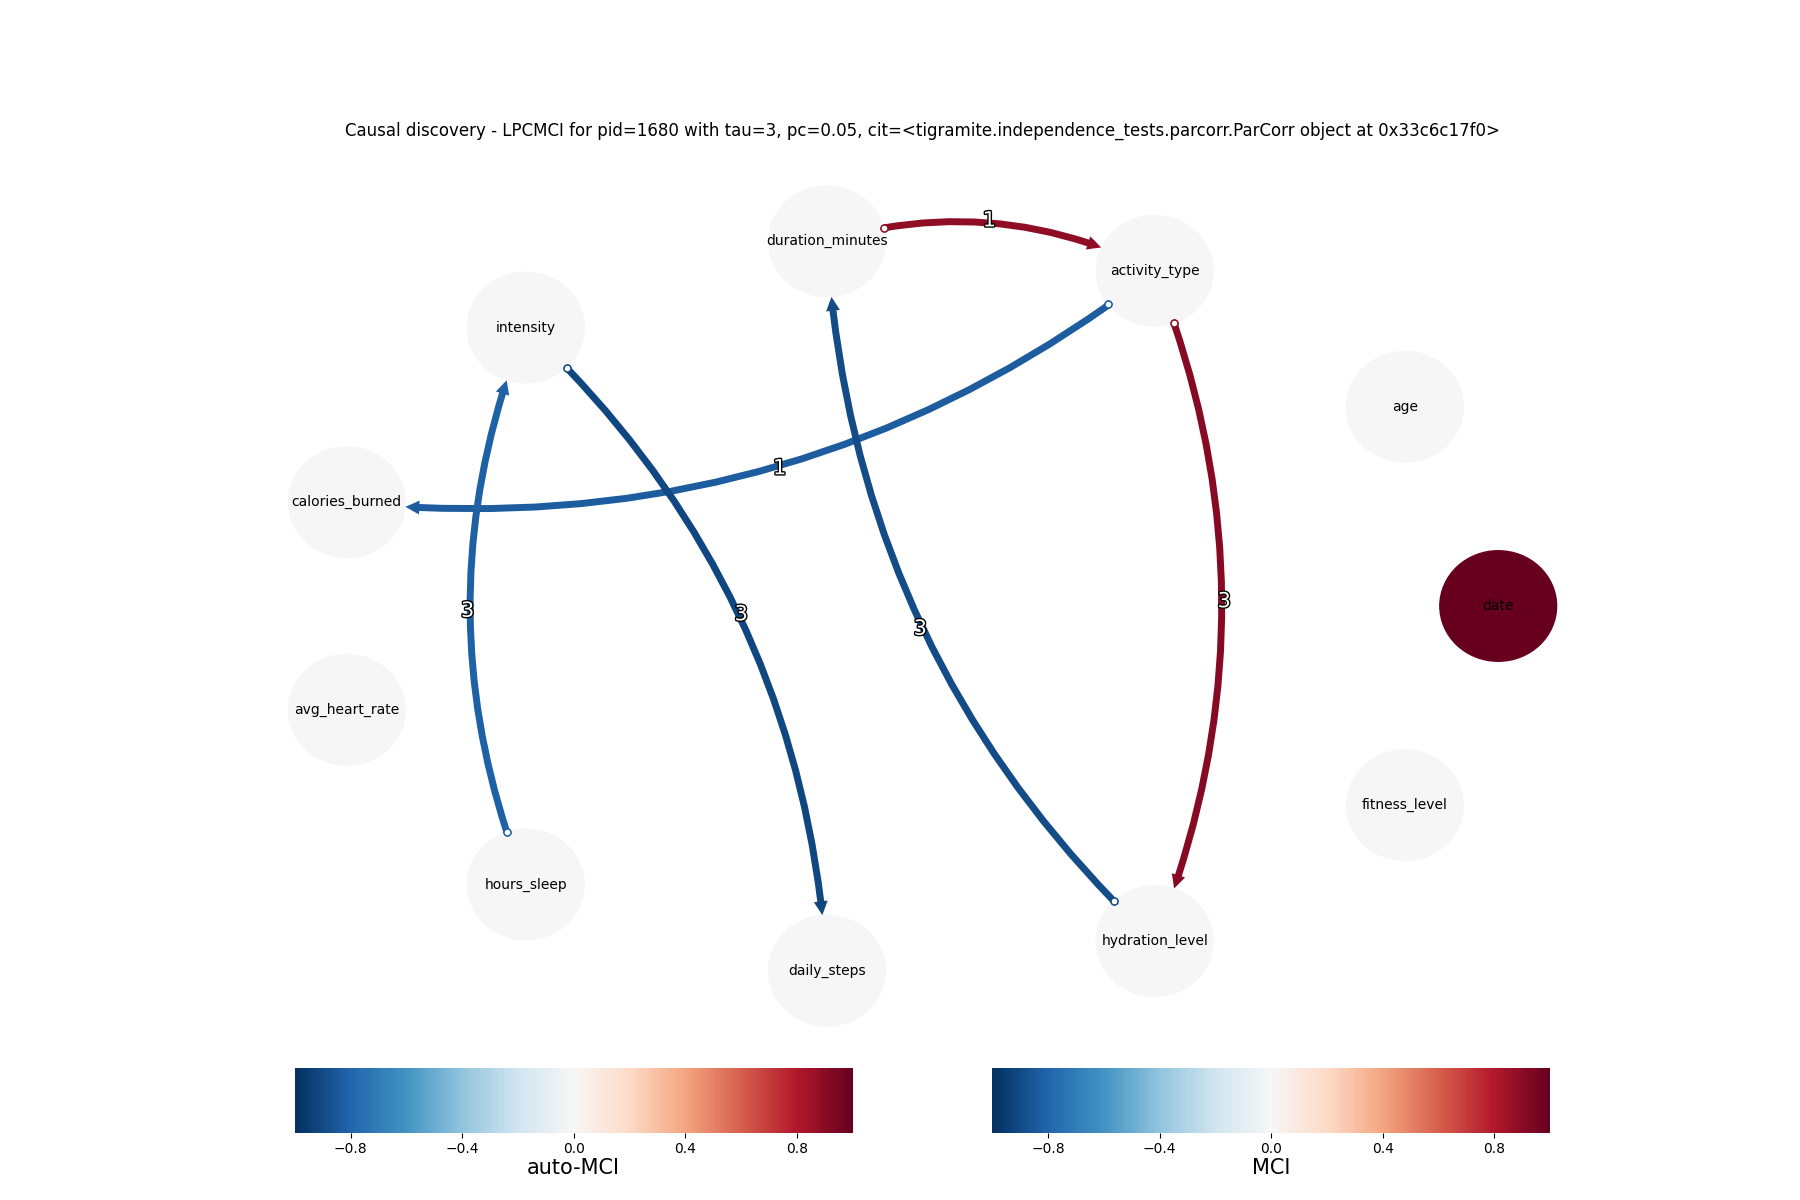 Causal discovery - LPCMCI for pid=1680 with tau=3, pc=0.05, cit=<tigramite.independence_tests.parcorr.ParCorr object at 0x33c6c17f0>
1
duration_minutes
activity_type
intensity
age
1
calories_burned
3
3
3
3
date
avg_heart_rate
fitness_level
hours_sleep
hydration_level
daily_steps
−0.8 −0.4 0.0 0.4 0.8
auto-MCI
−0.8 −0.4 0.0 0.4 0.8
MCI